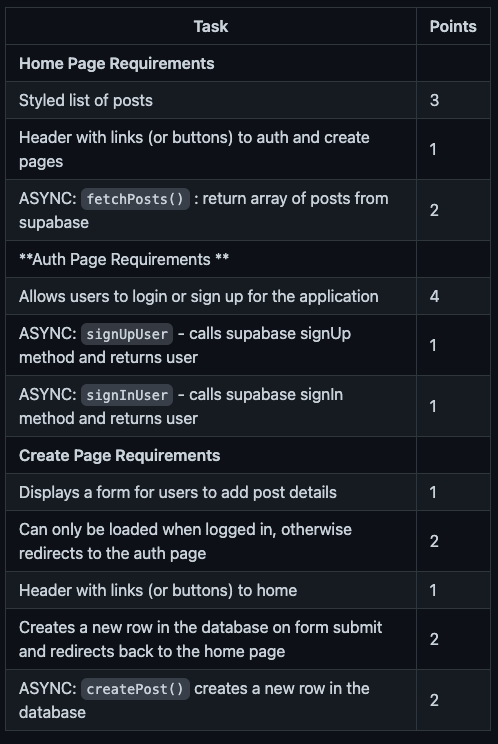 Task Points
Home Page Requirements
Styled list of posts 3
Header with links (or buttons) to auth and create
pages 1
ASYNC: fetchPosts() : return array of posts from
supabase 2
**Auth Page Requirements **
Allows users to login or sign up for the application 4
ASYNC: signUpUser - calls supabase signUp
method and returns user 1
ASYNC: signInUser - calls supabase signIn
method and returns user 1
Create Page Requirements
Displays a form for users to add post details 1
Can only be loaded when logged in, otherwise
redirects to the auth page 2
Header with links (or buttons) to home 1
Creates a new row in the database on form submit
and redirects back to the home page 2
ASYNC: createPost() creates a new row in the
database 2